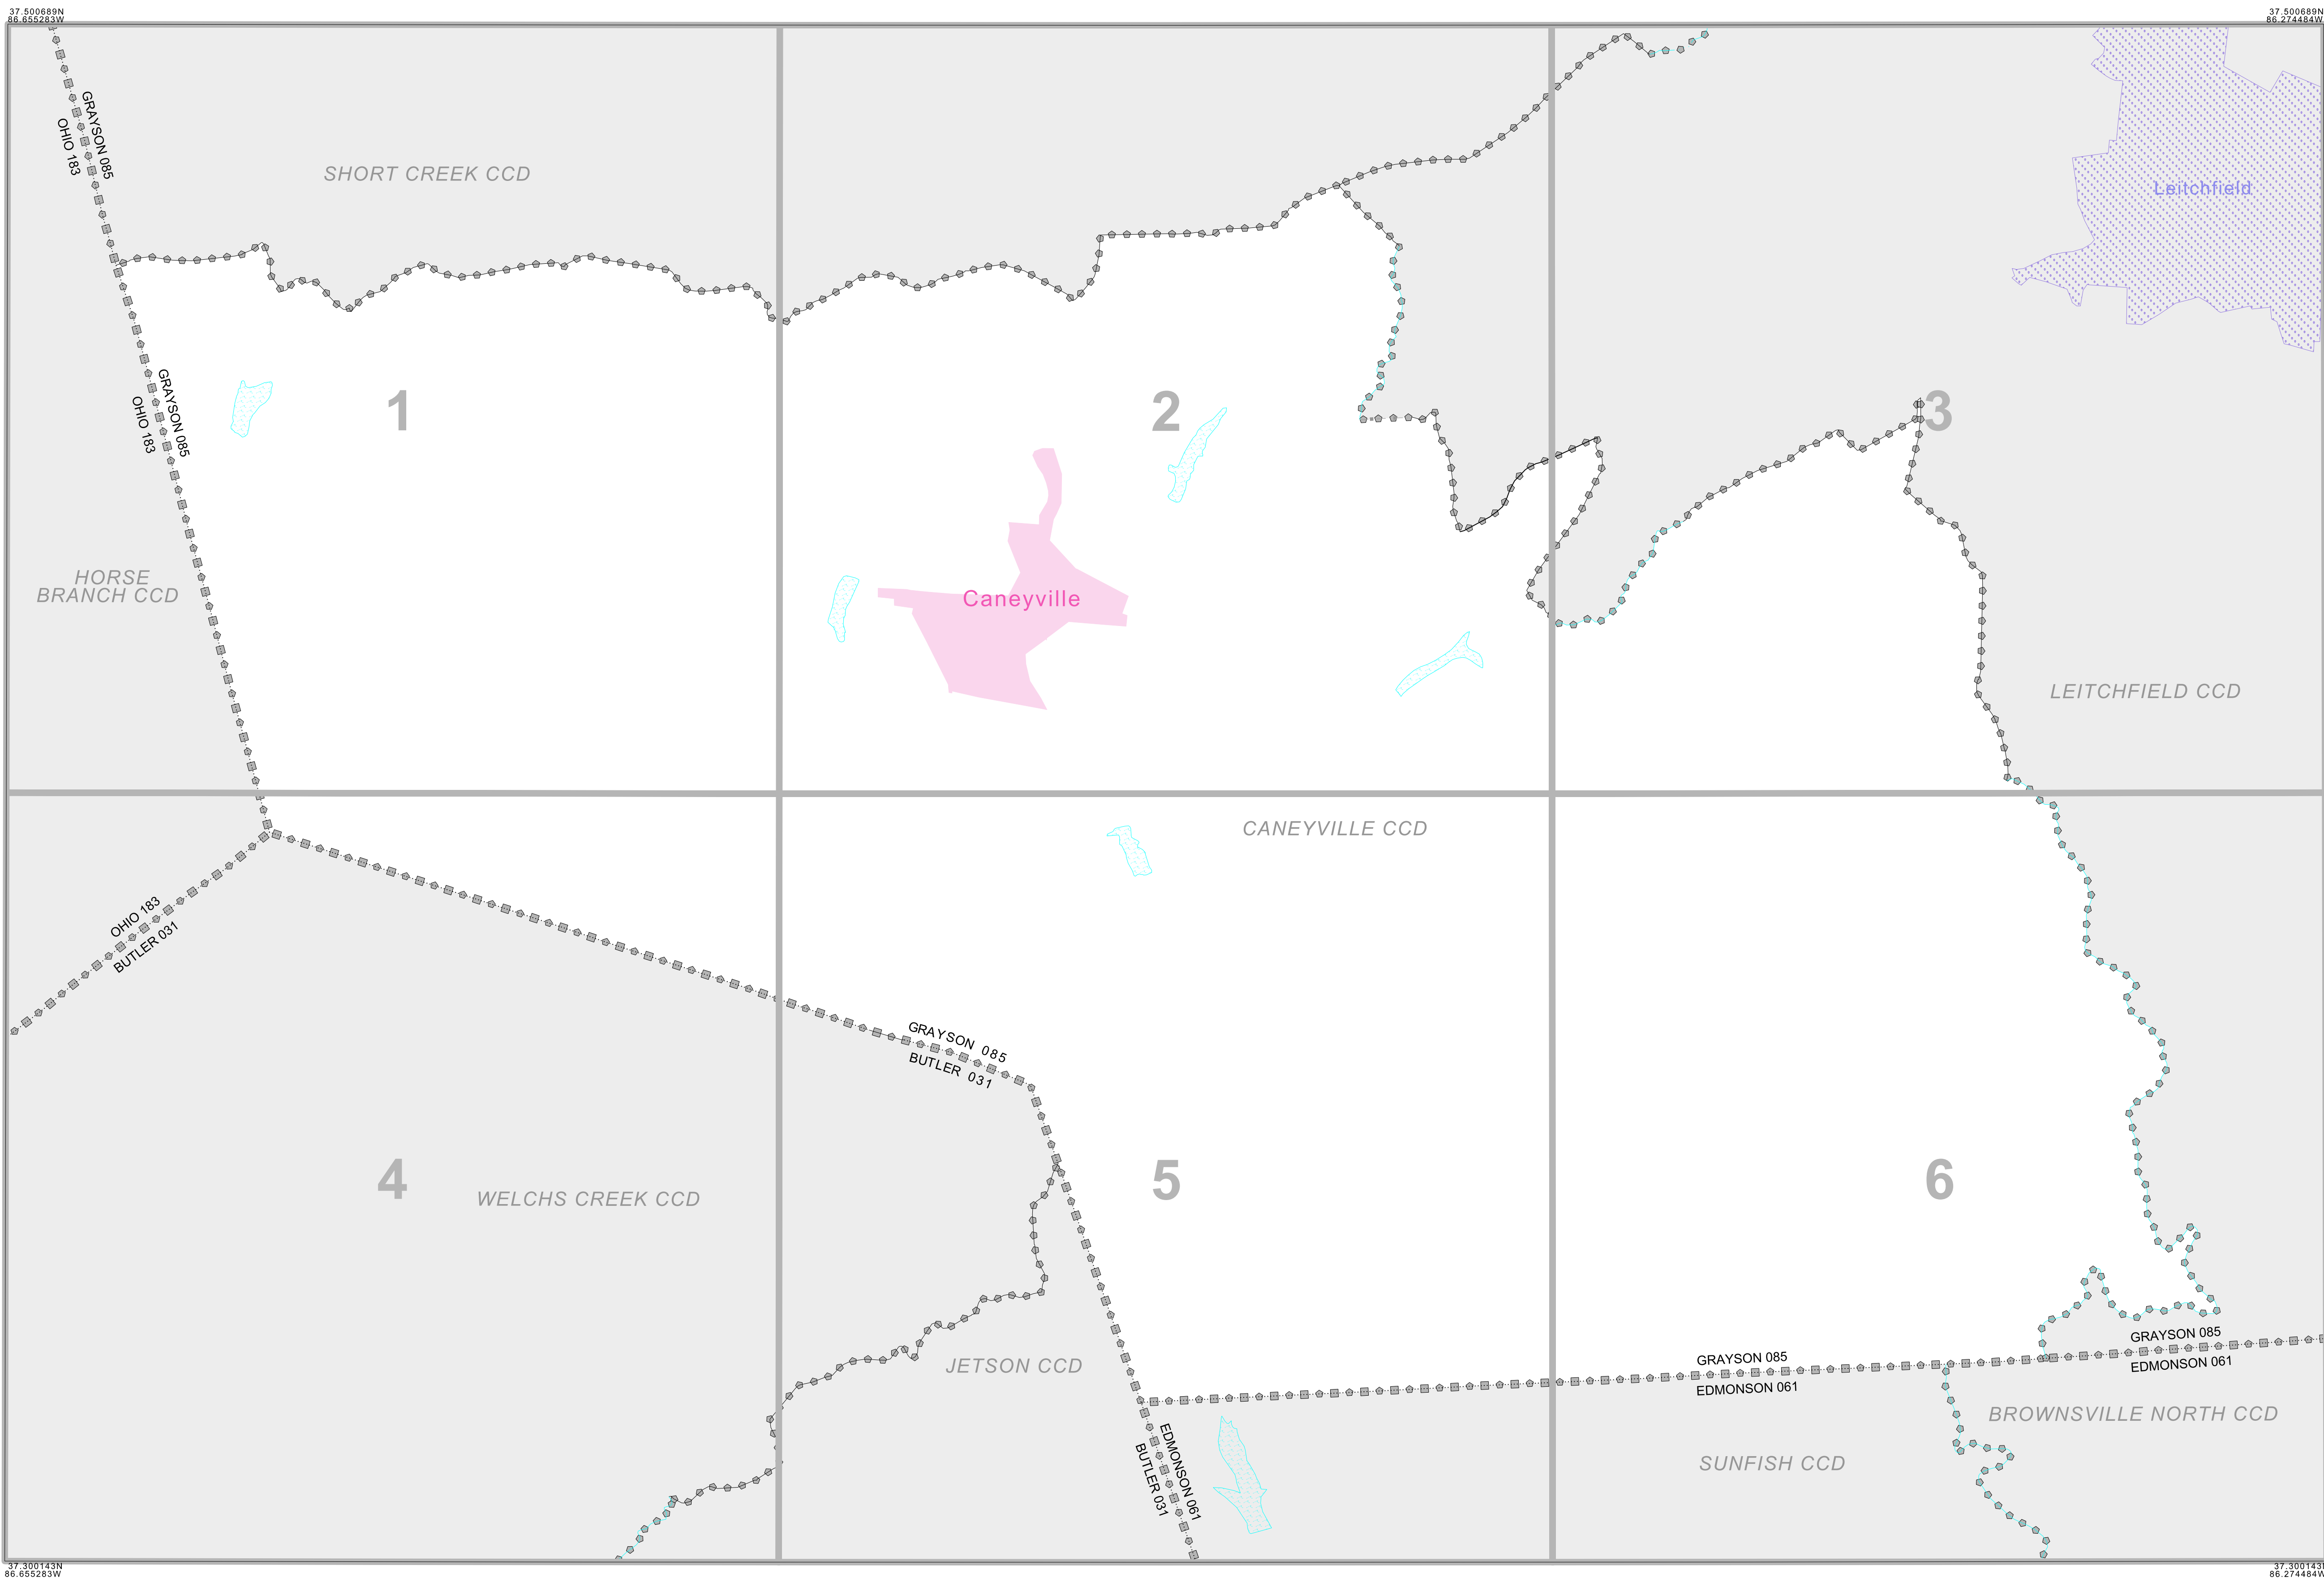 37.500689N
86.655283W
37.500689N
86.274484W
GRAYSON 085
OHIO 183
SHORT CREEK CCD
Leitchfield
GRAYSON 085
OHIO 183
1
2
3
HORSE
BRANCH CCD
Caneyville
LEITCHFIELD CCD
CANEYVILLE CCD
OHIO 183
BUTLER 031
GRAYSON 085
BUTLER 031
4
5
6
WELCHS CREEK CCD
JETSON CCD
GRAYSON 085
EDMONSON 061
GRAYSON 085
EDMONSON 061
BROWNSVILLE NORTH CCD
EDMONSON 061
BUTLER 031
SUNFISH CCD
37.300143N
86.655283W
37.300143N
86.274484W